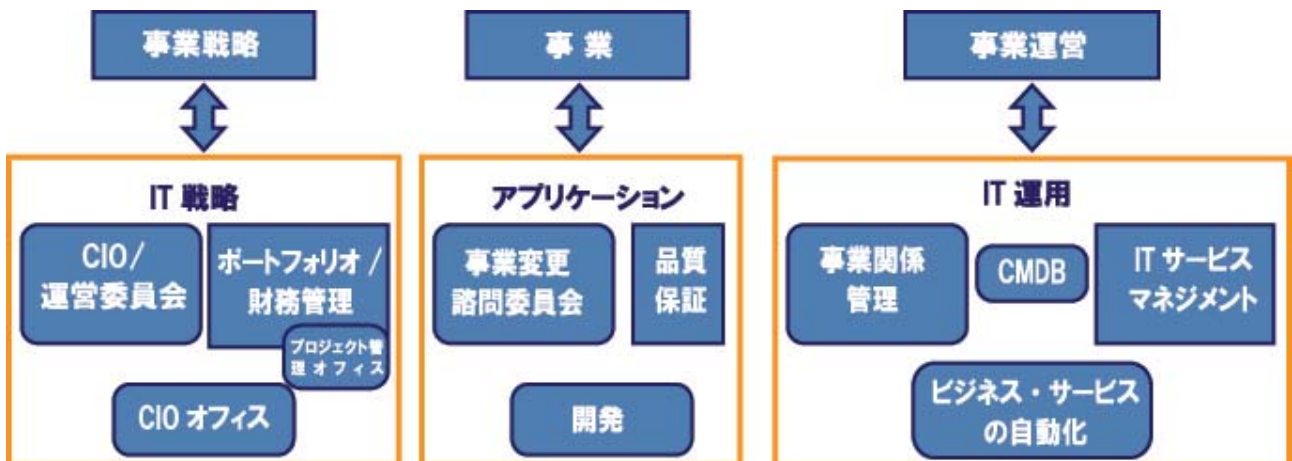 事業戦略
事 業
事業運営
IT 戦略
CIO/
運営委員会
ポートフォリオ /
財務管理
プロジェクト管
理オフィス
CIO オフィス
アプリケーション
事業変更
諮問委員会
品質
保証
開発
IT 運用
事業関係
管理
CMDB
IT サービス
マネジメント
ビジネス・サービス
の自動化